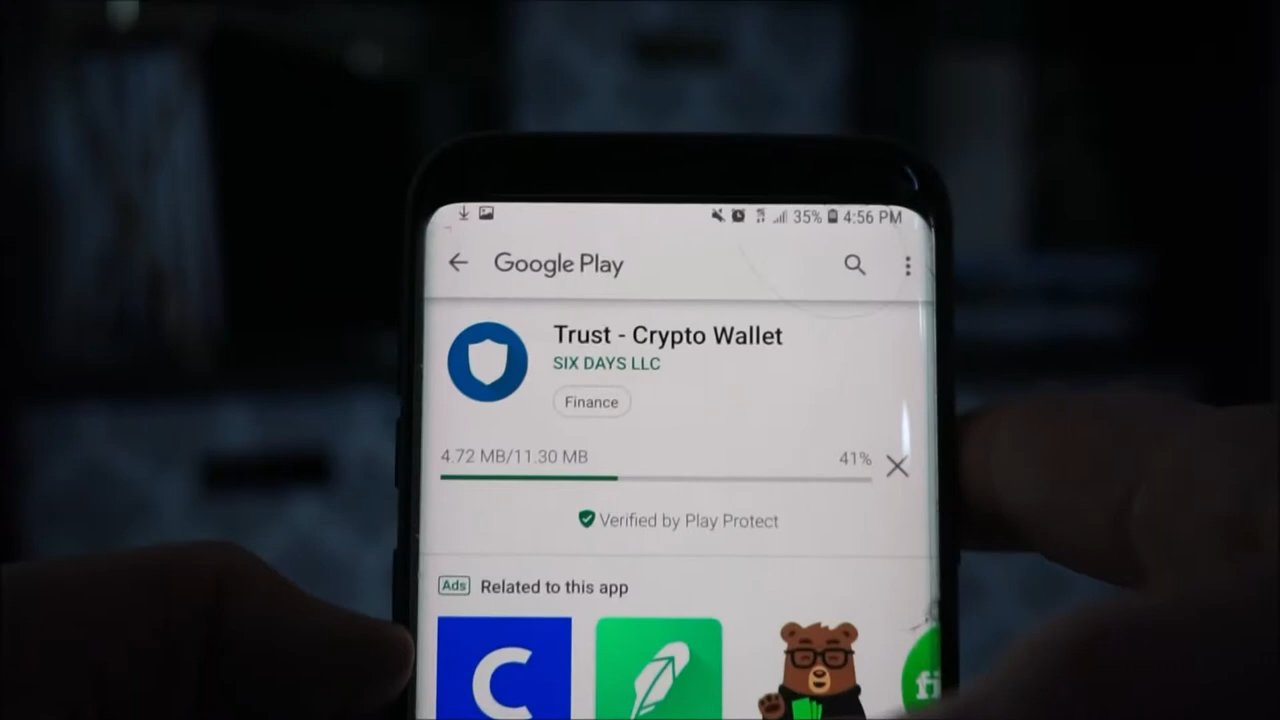 35% 4:56 PM
Google Play
Trust - Crypto Wallet
SIX DAYS LLC
Finance
4.72 MB/11.30 MB 41%
Verified by Play Protect
Ads Related to this app
C
fi